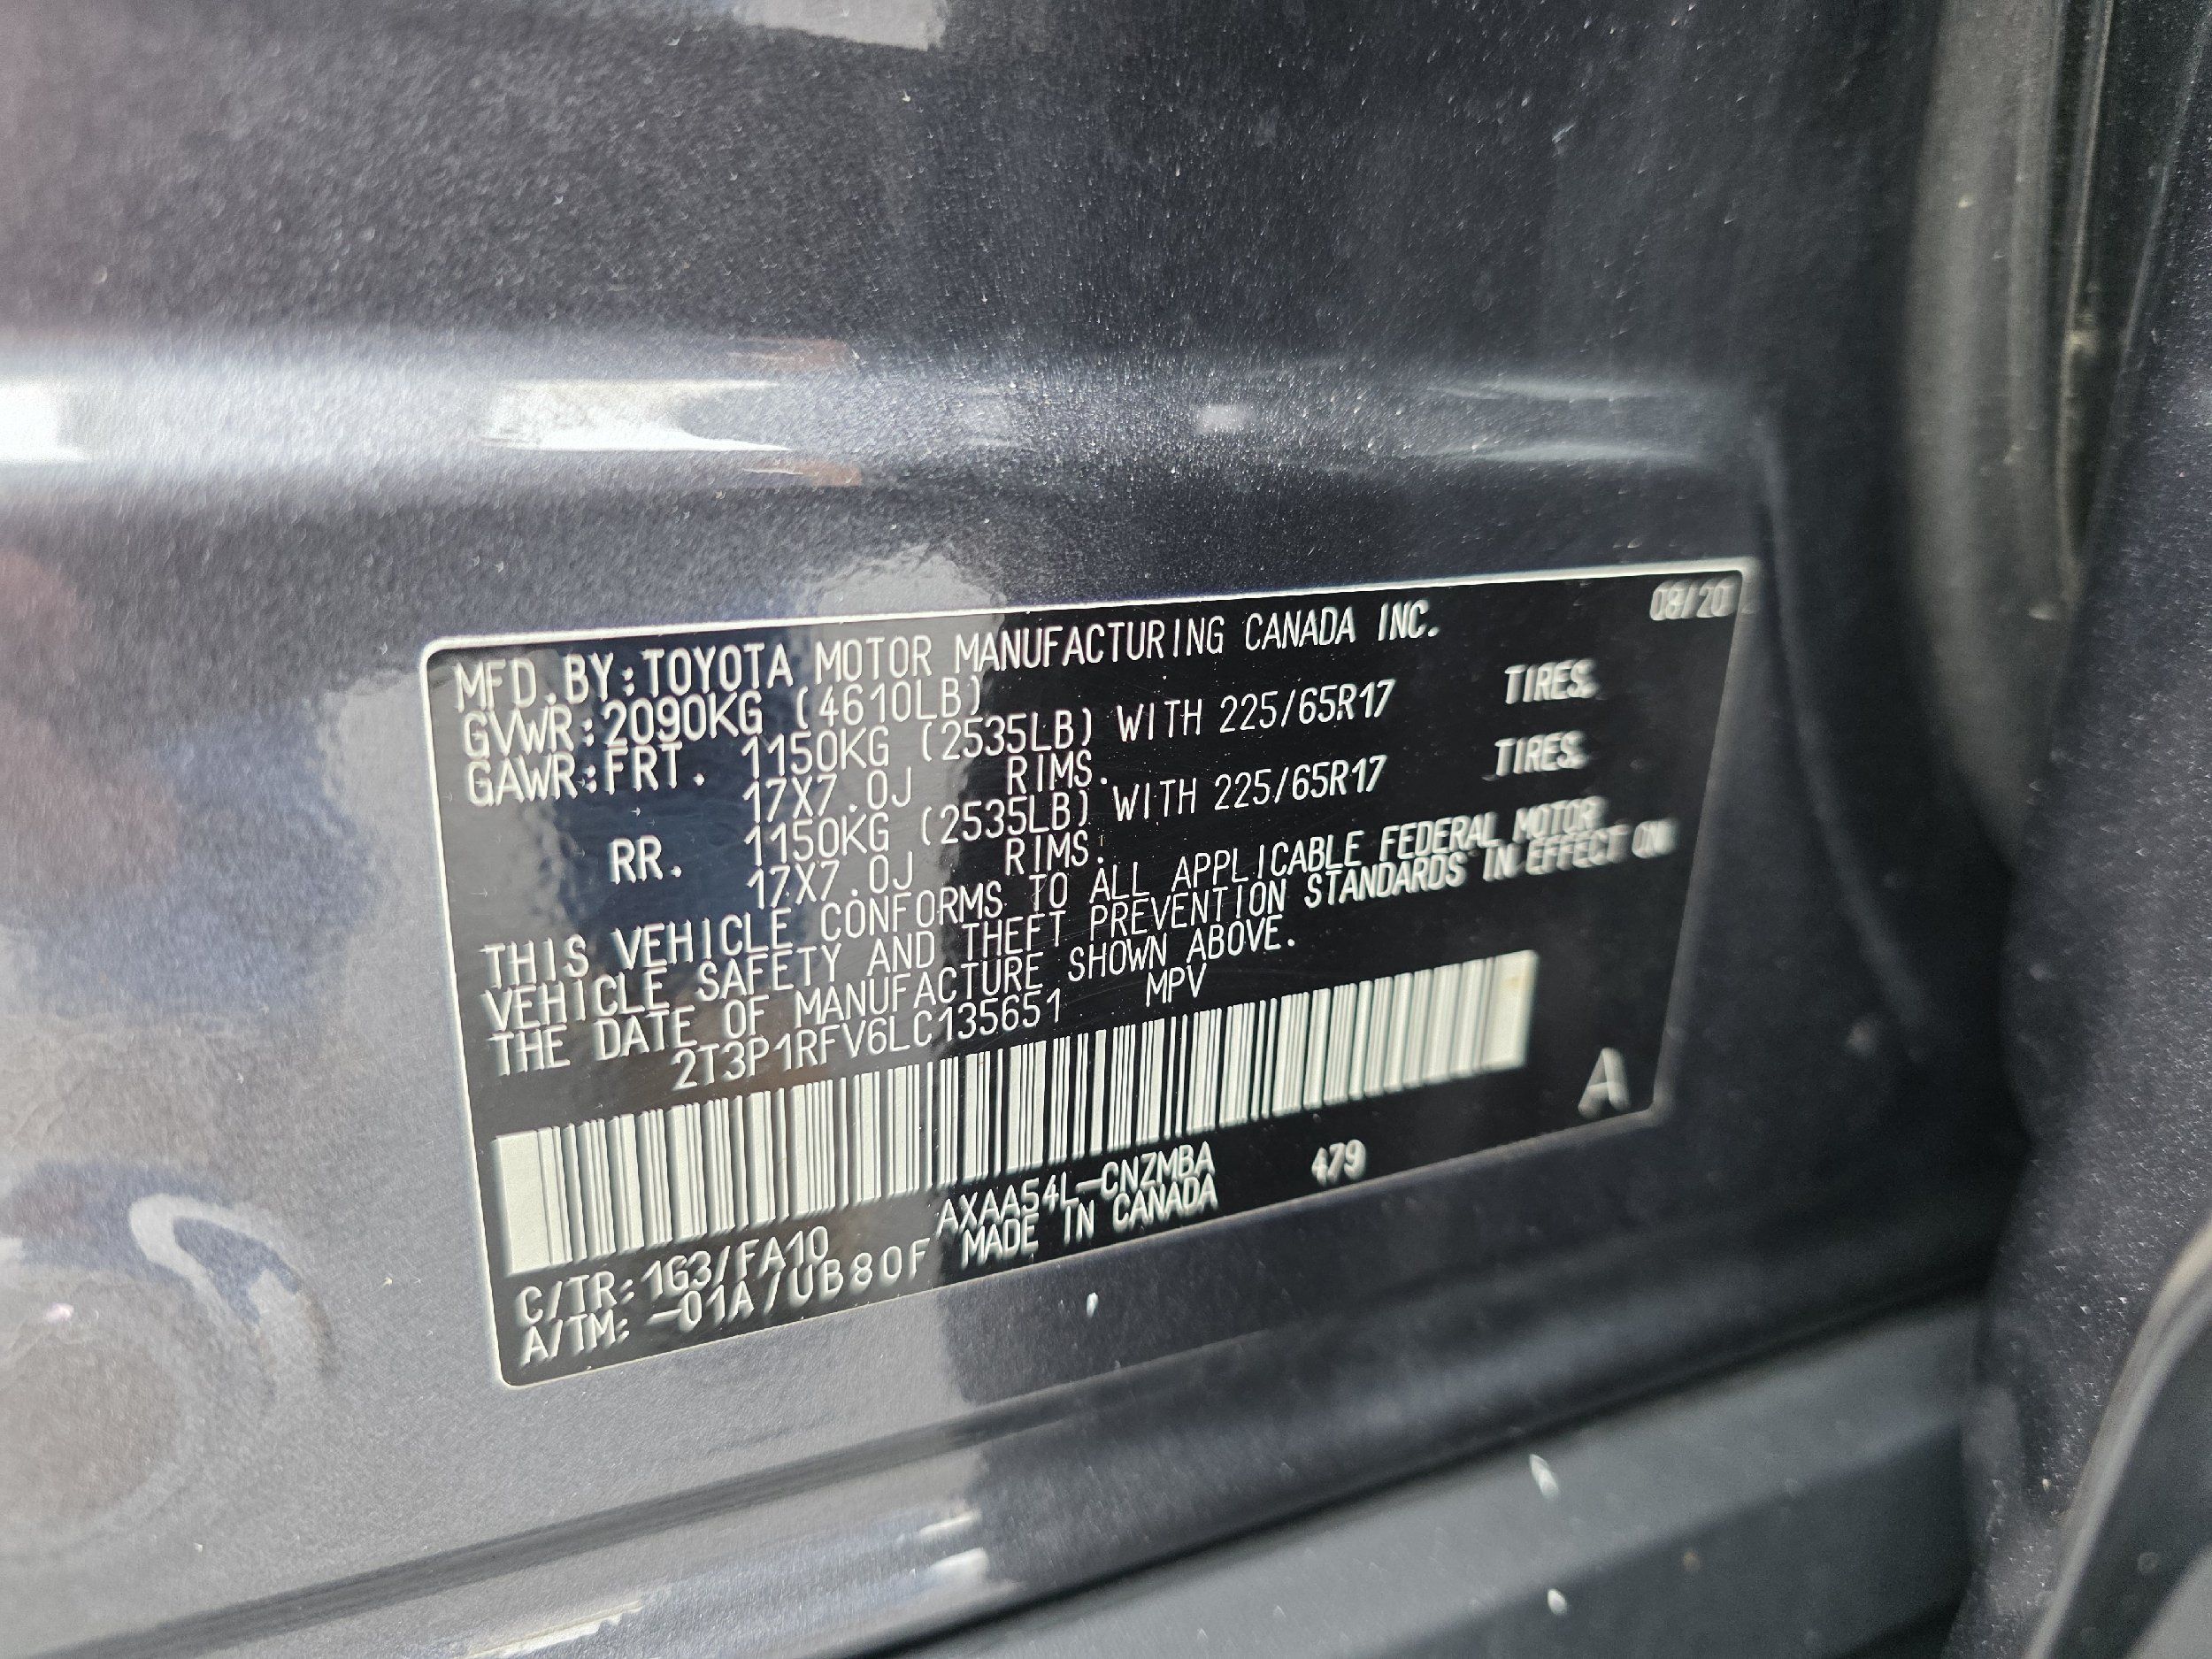 08/20
MFD.BY:TOYOTA MOTOR MANUFACTURING CANADA INC.
GVWR:2090KG (4610LB)
GAWR:FRT. 1150KG (2535LB) WITH 225/65R17 TIRES.
17X7.0J RIMS.
RR. 1150KG (2535LB) WITH 225/65R17 TIRES.
17X7.0J RIMS.
THIS VEHICLE CONFORMS TO ALL APPLICABLE FEDERAL MOTOR
VEHICLE SAFETY AND THEFT PREVENTION STANDARDS IN EFFECT ON
THE DATE OF MANUFACTURE SHOWN ABOVE.
2T3P1RFV6LC135651 MPV
A
AXAA54L-CNZMBA 479
C/TR:1G3/FA10 MADE IN CANADA
A/TM:-01A/UB80F